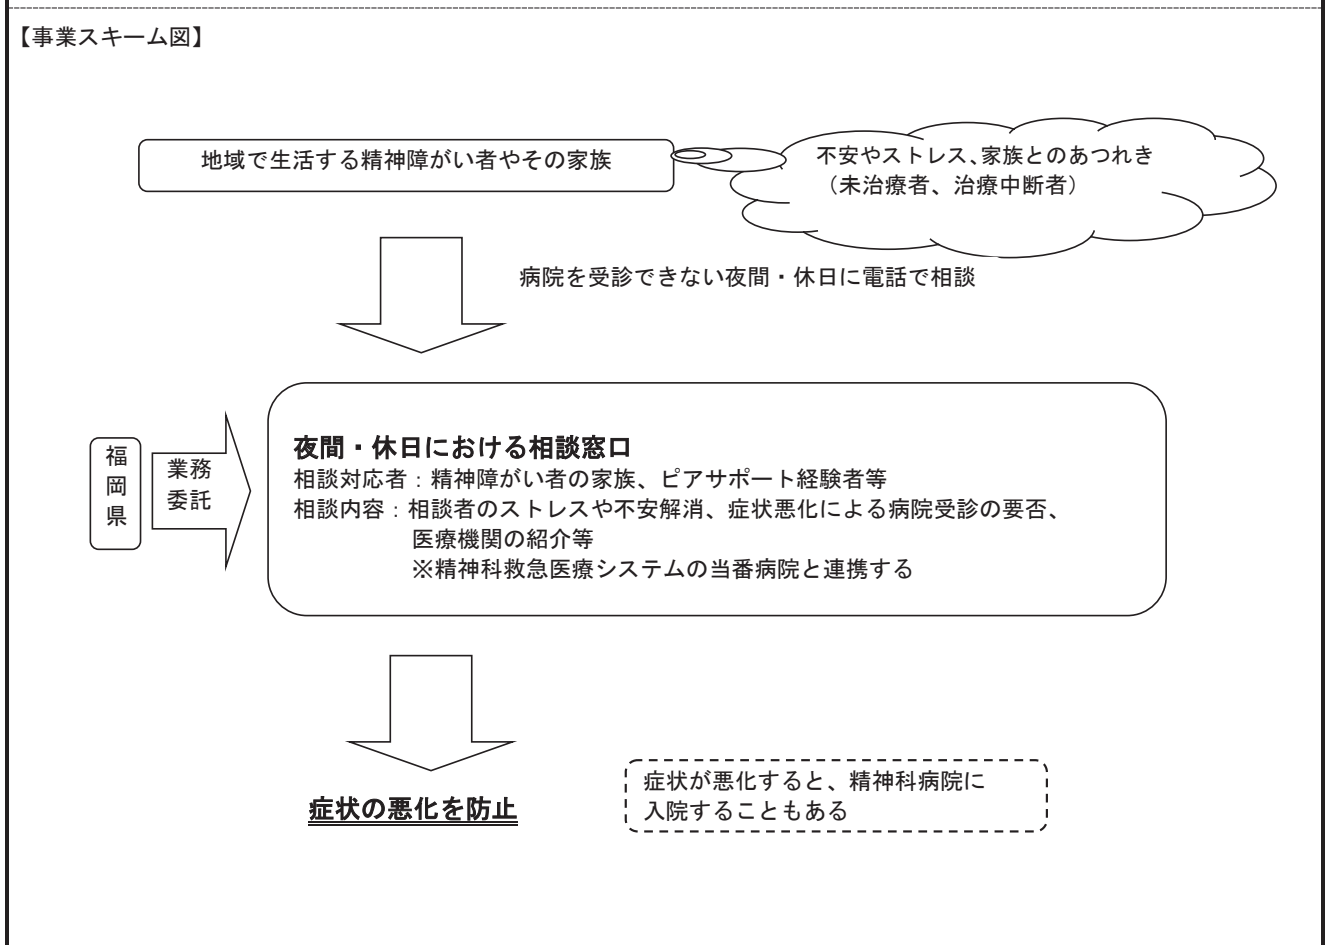 【事業スキーム図】
地域で生活する精神障がい者やその家族
不安やストレス、家族とのあつれき
（未治療者、治療中断者）
病院を受診できない夜間・休日に電話で相談
福岡県
業務
委託
夜間・休日における相談窓口
相談対応者：精神障がい者の家族、ピアサポート経験者等
相談内容：相談者のストレスや不安解消、症状悪化による病院受診の要否、
医療機関の紹介等
※精神科救急医療システムの当番病院と連携する
症状の悪化を防止
症状が悪化すると、精神科病院に
入院することもある